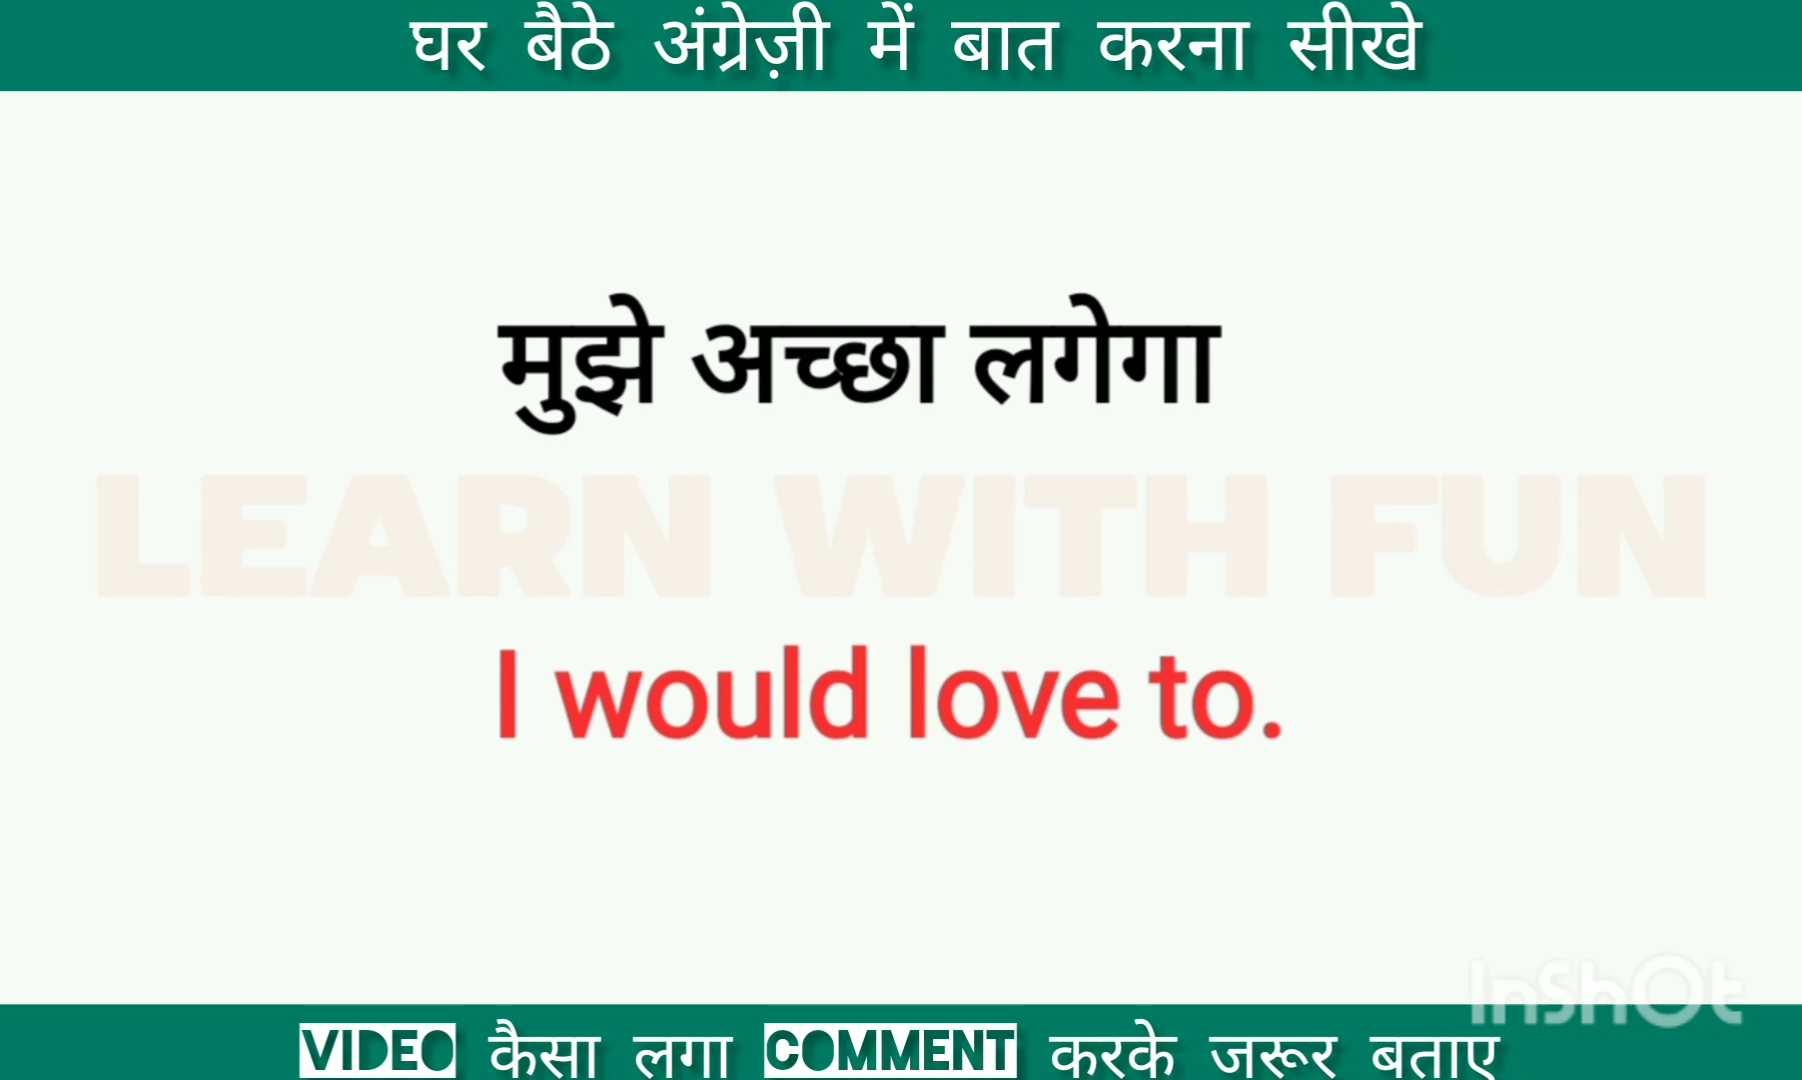 घर बैठे अंग्रेज़ी में बात करना सीखे
मुझे अच्छा लगेगा
LEARN WITH FUN
I would love to.
InShOt
VIDEO कैसा लगा COMMENT करके जरूर बताए